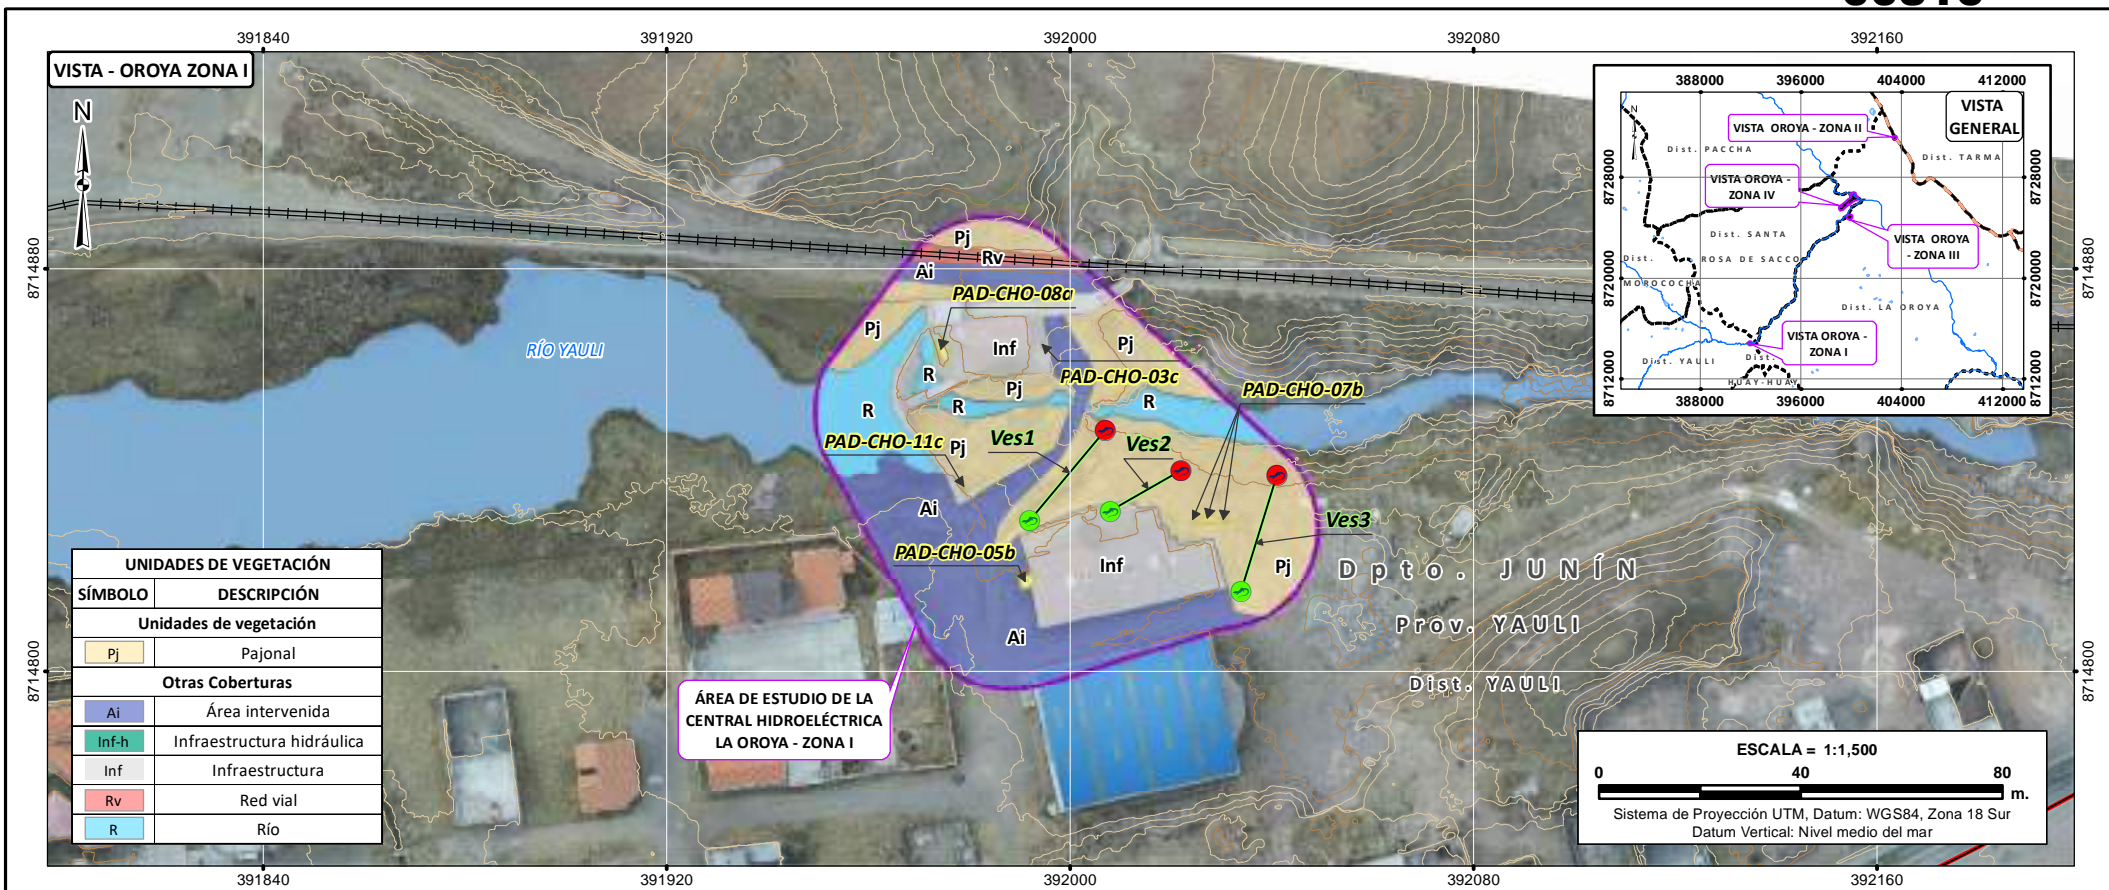 391840
391920
392000
392080
392160
VISTA - OROYA ZONA I
N
8714880
8714800
RÍO YAULI
Pj
Rv
Ai
PAD-CHO-08a
Pj
Inf
Pj
R
Pj
PAD-CHO-03c
PAD-CHO-07b
R
R
R
PAD-CHO-11c
Pj
Ves1
Ves2
Ai
Ves3
PAD-CHO-05b
Inf
Pj
Ai
Dpto. JUNÍN
Prov. YAULI
Dist. YAULI
ÁREA DE ESTUDIO DE LA
CENTRAL HIDROELÉCTRICA
LA OROYA - ZONA I
UNIDADES DE VEGETACIÓN
SÍMBOLO DESCRIPCIÓN
Unidades de vegetación
Pj Pajonal
Otras Coberturas
Ai Área intervenida
Inf-h Infraestructura hidráulica
Inf Infraestructura
Rv Red vial
R Río
388000 396000 404000 412000
N
VISTA
GENERAL
VISTA OROYA - ZONA II
Dist. PACCHA
Dist. TARMA
8728000
8728000
VISTA OROYA -
ZONA IV
Dist. SANTA
ROSA DE SACCO
VISTA OROYA
- ZONA III
Dist.
MOROCOCHA
8720000
8720000
Dist. LA OROYA
VISTA OROYA -
ZONA I
Dist. YAULI
Dist.
HUAY-HUAY
8712000
8712000
388000 396000 404000 412000
8714880
8714800
ESCALA = 1:1,500
0 40 80
m.
Sistema de Proyección UTM, Datum: WGS84, Zona 18 Sur
Datum Vertical: Nivel medio del mar
391840
391920
392000
392080
392160